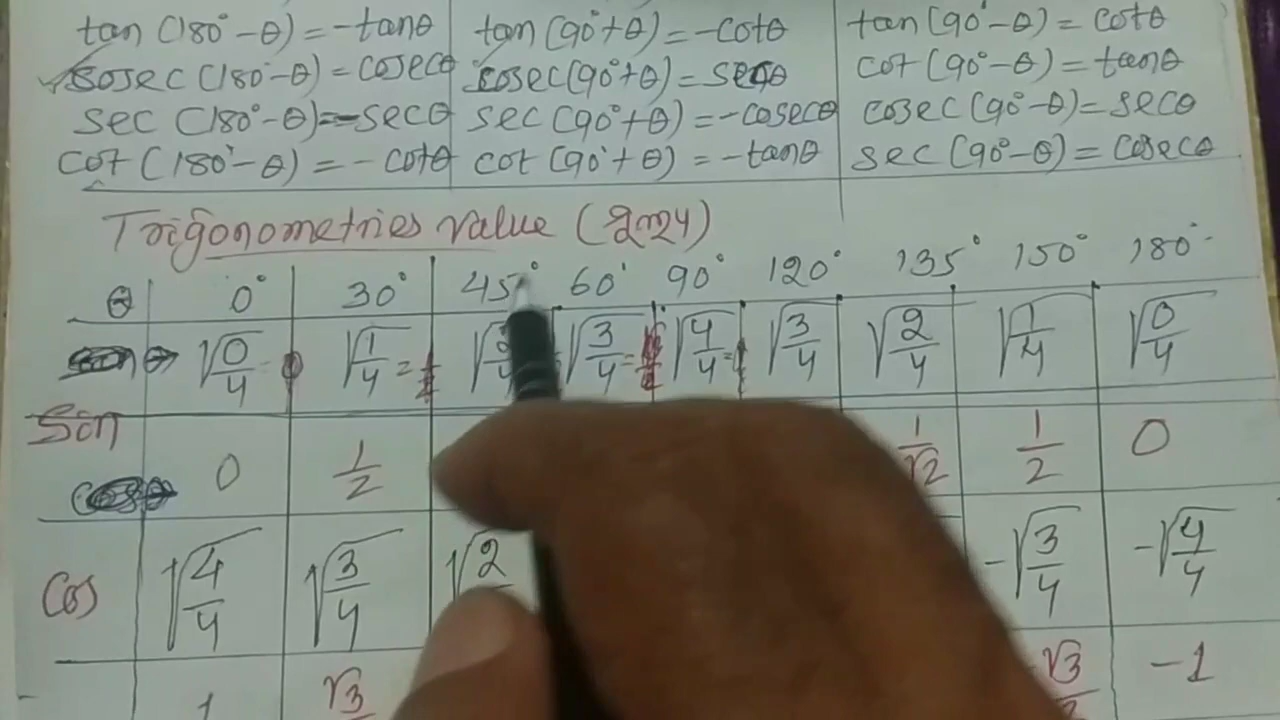 tan (180° - θ) = - tanθ tan (90° + θ) = - cotθ tan (90° - θ) = cotθ
cosec (180° - θ) = cosecθ cosec (90° + θ) = secθ cot (90° - θ) = tanθ
sec (180° - θ) = - secθ sec (90° + θ) = - cosecθ cosec (90° - θ) = secθ
cot (180° - θ) = - cotθ cot (90° + θ) = - tanθ sec (90° - θ) = cosecθ
Trigonometries value
θ 0° 30° 45° 60° 90° 120° 135° 150° 180°
√0/4 √1/4 = √2/4 √3/4 = √4/4 = √3/4 √2/4 √1/4 √0/4
Sin 0 1/2 1/√2 1/2 0
Cos √4/4 √3/4 √2 -√3/4 -√4/4
1 √3 √3 -1